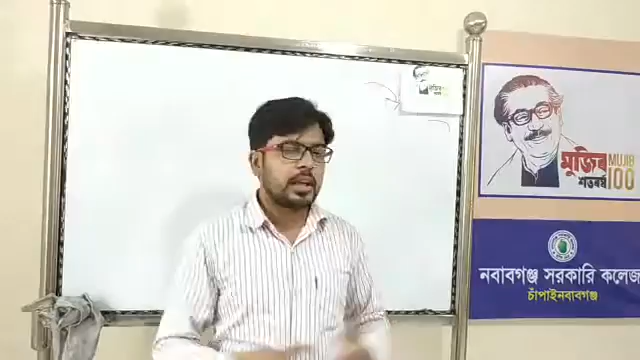 মুজিব MUJIB
শতবর্ষ 100
নবাবগঞ্জ সরকারি কলেজ
চাঁপাইনবাবগঞ্জ